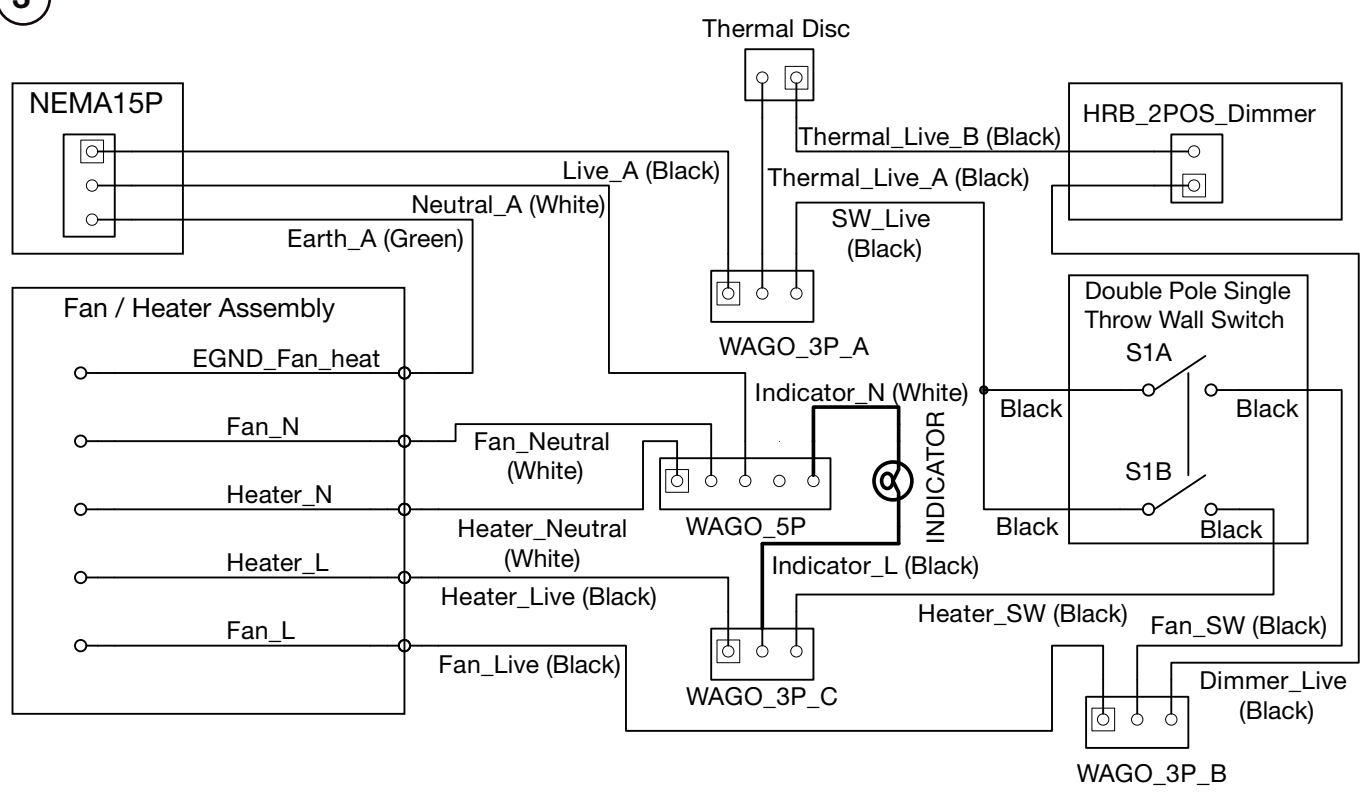 3
Thermal Disc
NEMA15P
HRB_2POS_Dimmer
Thermal_Live_B (Black)
Live_A (Black)
Thermal_Live_A (Black)
Neutral_A (White)
SW_Live
(Black)
Earth_A (Green)
Fan / Heater Assembly
Double Pole Single
Throw Wall Switch
WAGO_3P_A
S1A
EGND_Fan_heat
Indicator_N (White)
Black
Black
INDICATOR
Fan_N
Fan_Neutral
(White)
S1B
Heater_N
WAGO_5P
Black
Black
Heater_Neutral
(White)
Heater_L
Indicator_L (Black)
Heater_Live (Black)
Heater_SW (Black)
Fan_SW (Black)
Fan_L
Fan_Live (Black)
WAGO_3P_C
Dimmer_Live
(Black)
WAGO_3P_B